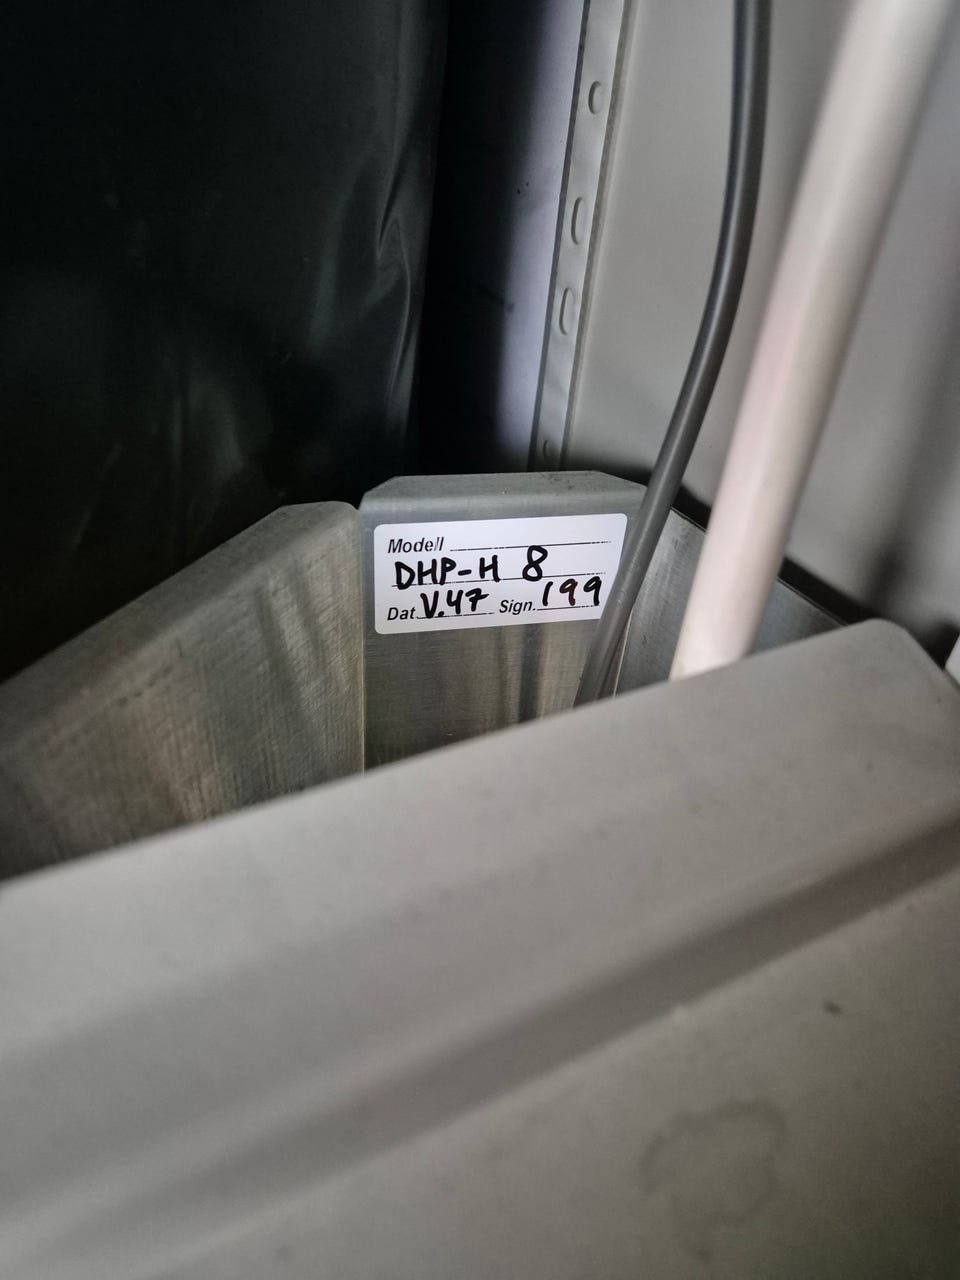 Modell
DHP-H 8
Dat. V.47 Sign. 199